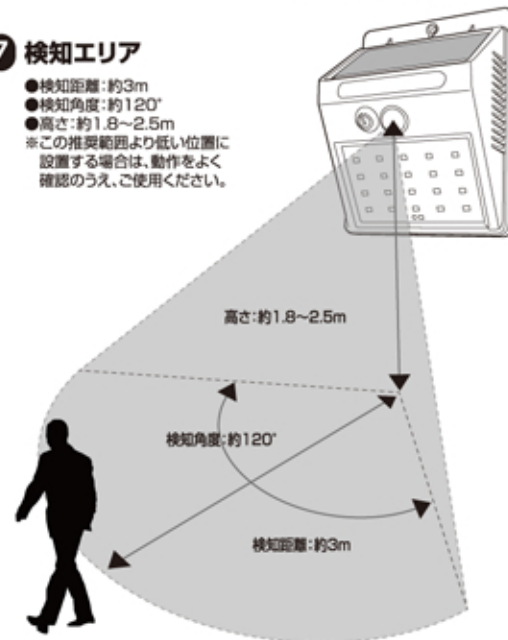 7 検知エリア
●検知距離：約3m
●検知角度：約120°
●高さ：約1.8～2.5m
※この推奨範囲より低い位置に
設置する場合は、動作をよく
確認のうえ、ご使用ください。
高さ：約1.8～2.5m
検知角度：約120°
検知距離：約3m